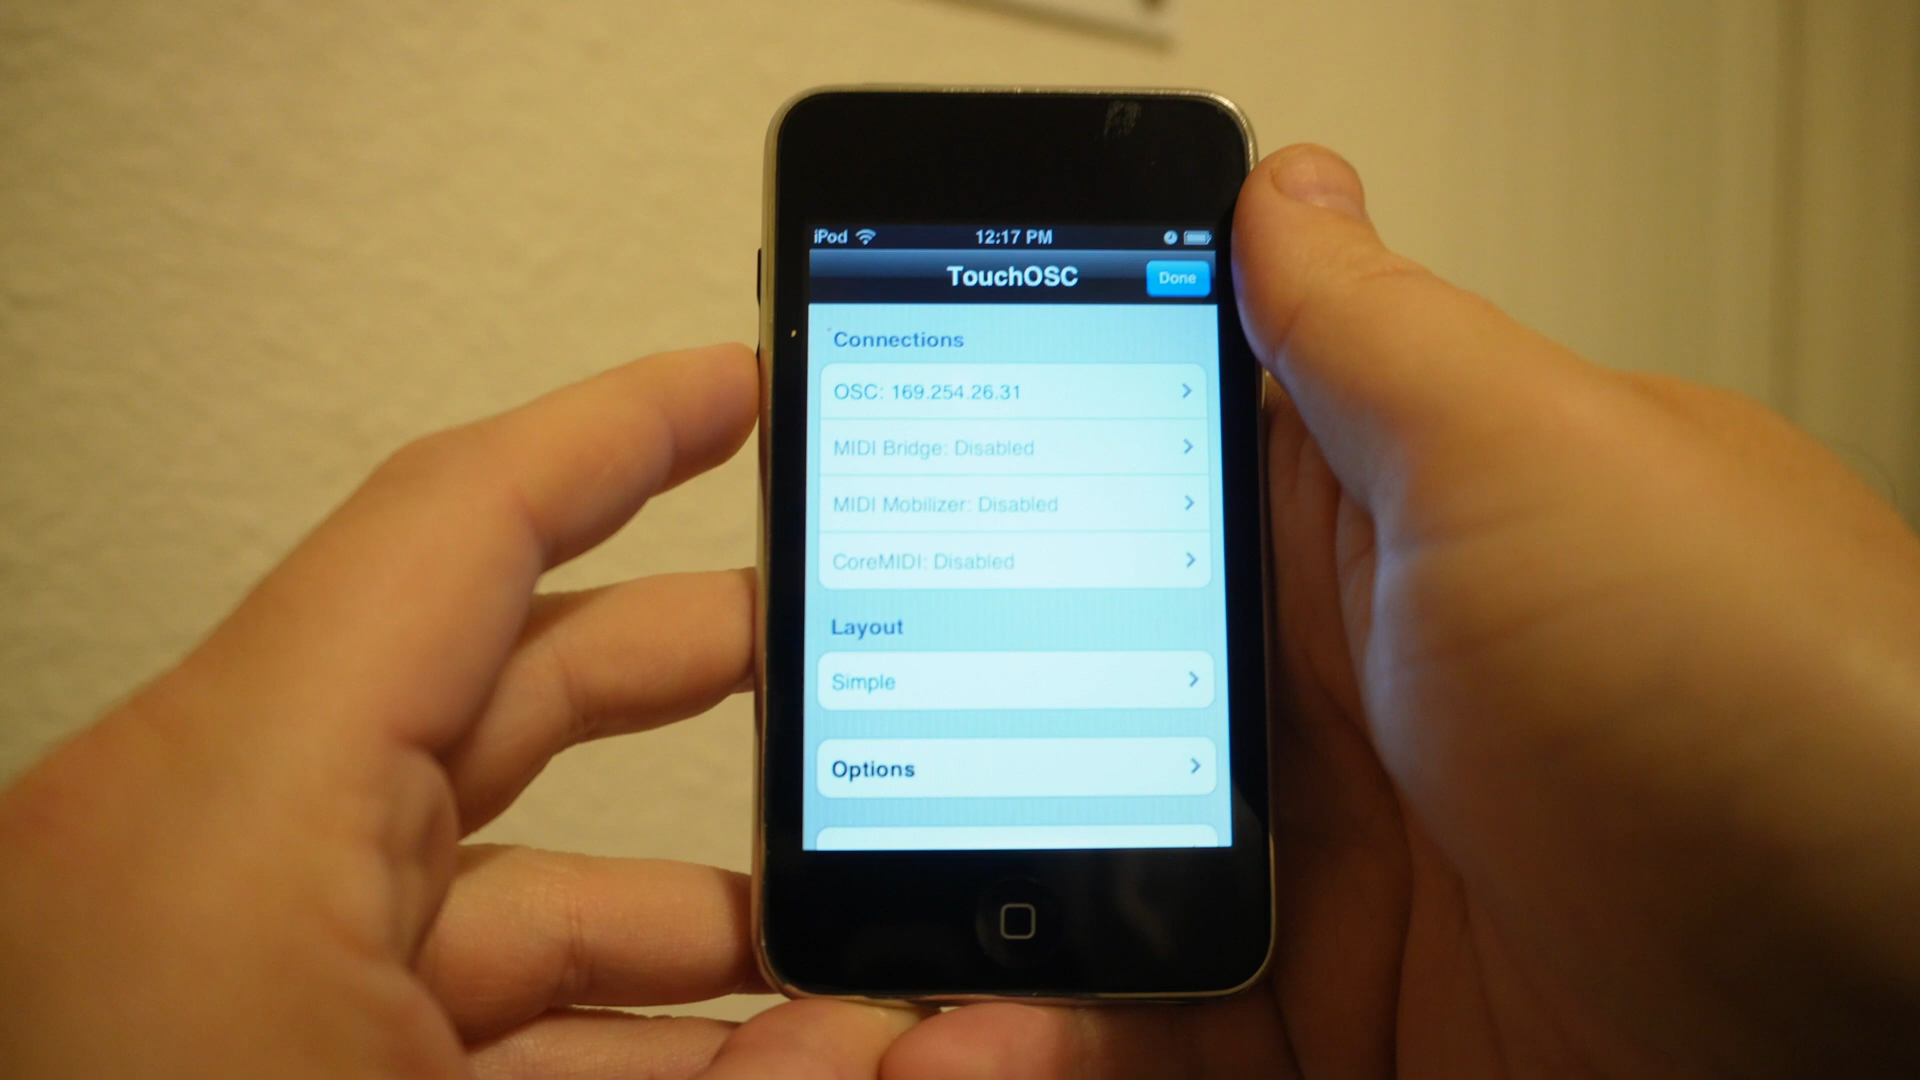 iPod 12:17 PM
TouchOSC Done
Connections
OSC: 169.254.26.31
MIDI Bridge: Disabled
MIDI Mobilizer: Disabled
CoreMIDI: Disabled
Layout
Simple
Options